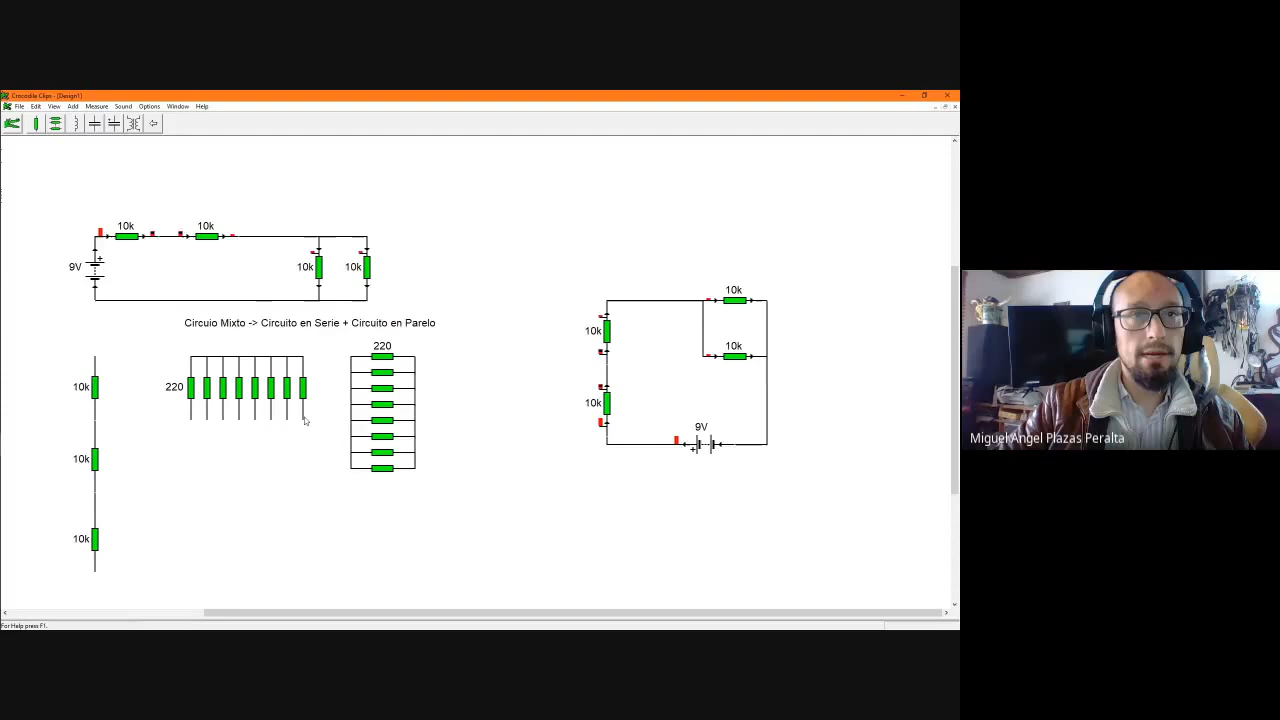 Crocodile Clips - [Design1]
File Edit View Add Measure Sound Options Window Help
10k 10k
9V 10k 10k
Circuio Mixto -> Circuito en Serie + Circuito en Parelo
10k
10k
10k
220
220
10k
10k
10k
10k
9V
For Help press F1.
Miguel Angel Plazas Peralta